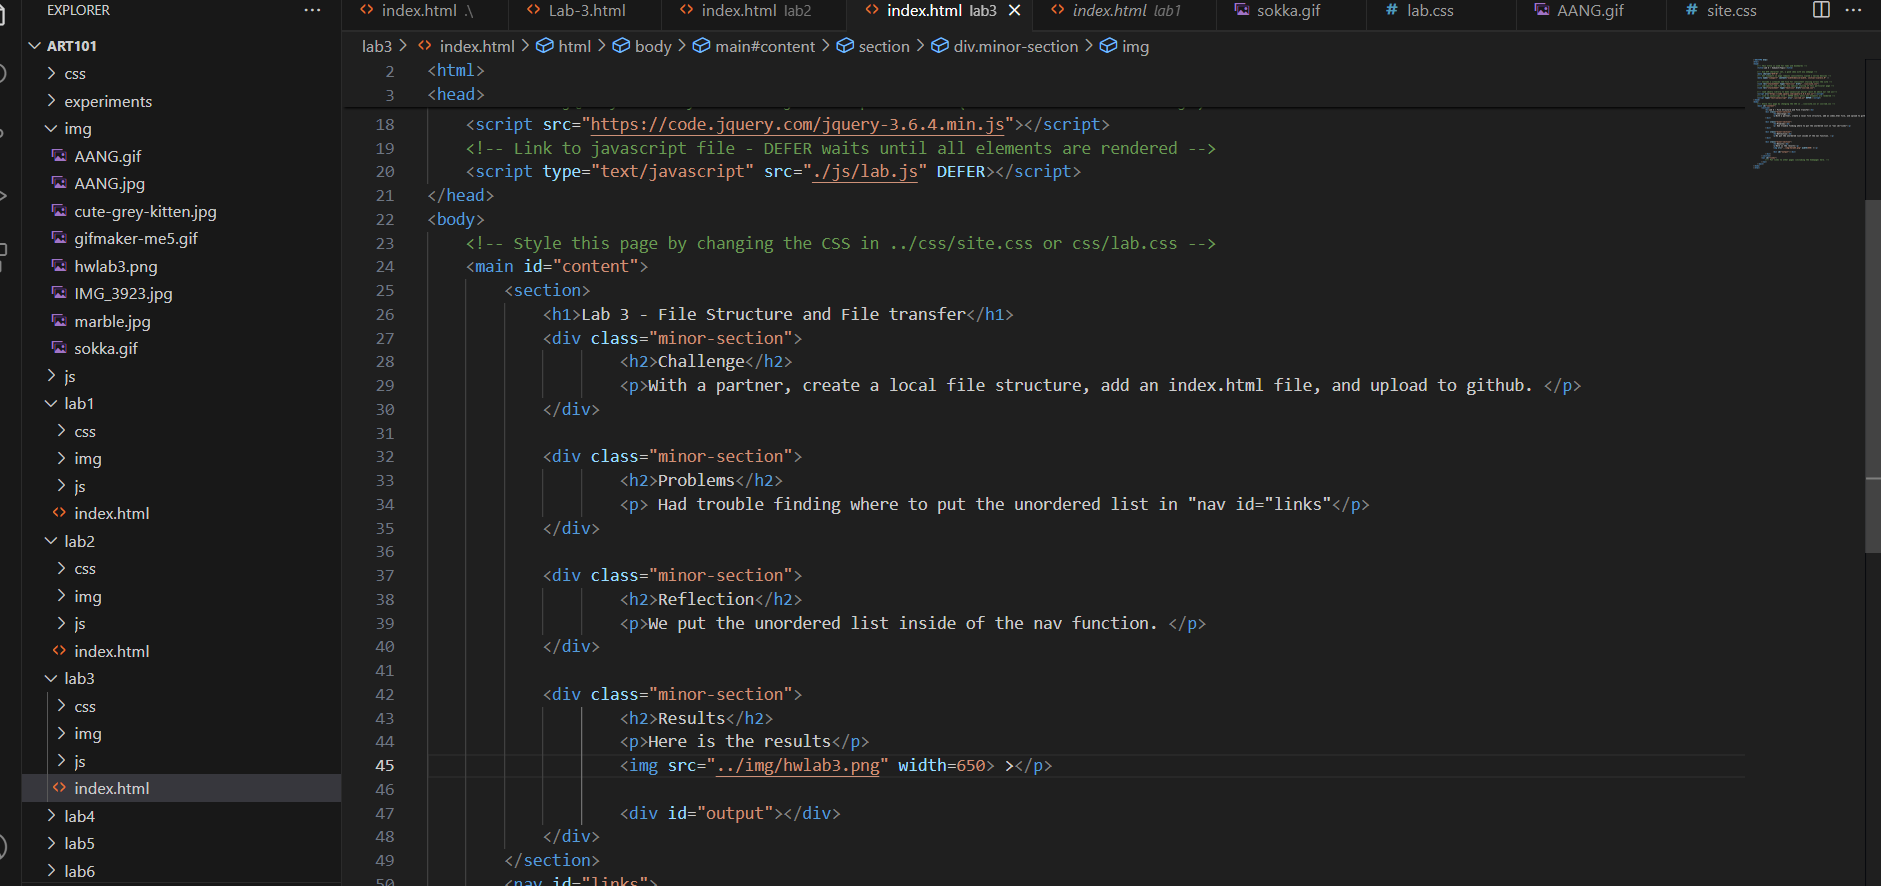 EXPLORER ···
index.html .\ Lab-3.html index.html lab2 index.html lab3 index.html lab1 sokka.gif # lab.css AANG.gif # site.css ···
ART101
css
experiments
img
AANG.gif
AANG.jpg
cute-grey-kitten.jpg
gifmaker-me5.gif
hwlab3.png
IMG_3923.jpg
marble.jpg
sokka.gif
js
lab1
css
img
js
index.html
lab2
css
img
js
index.html
lab3
css
img
js
index.html
lab4
lab5
lab6
lab3 > index.html > html > body > main#content > section > div.minor-section > img
2 <html>
3 <head>
18 <script src="https://code.jquery.com/jquery-3.6.4.min.js"></script>
19 <!-- Link to javascript file - DEFER waits until all elements are rendered -->
20 <script type="text/javascript" src="./js/lab.js" DEFER></script>
21 </head>
22 <body>
23 <!-- Style this page by changing the CSS in ../css/site.css or css/lab.css -->
24 <main id="content">
25 <section>
26 <h1>Lab 3 - File Structure and File transfer</h1>
27 <div class="minor-section">
28 <h2>Challenge</h2>
29 <p>With a partner, create a local file structure, add an index.html file, and upload to github. </p>
30 </div>
31
32 <div class="minor-section">
33 <h2>Problems</h2>
34 <p> Had trouble finding where to put the unordered list in "nav id="links"</p>
35 </div>
36
37 <div class="minor-section">
38 <h2>Reflection</h2>
39 <p>We put the unordered list inside of the nav function. </p>
40 </div>
41
42 <div class="minor-section">
43 <h2>Results</h2>
44 <p>Here is the results</p>
45 <img src="../img/hwlab3.png" width=650> ></p>
46
47 <div id="output"></div>
48 </div>
49 </section>
50 <nav id="links">